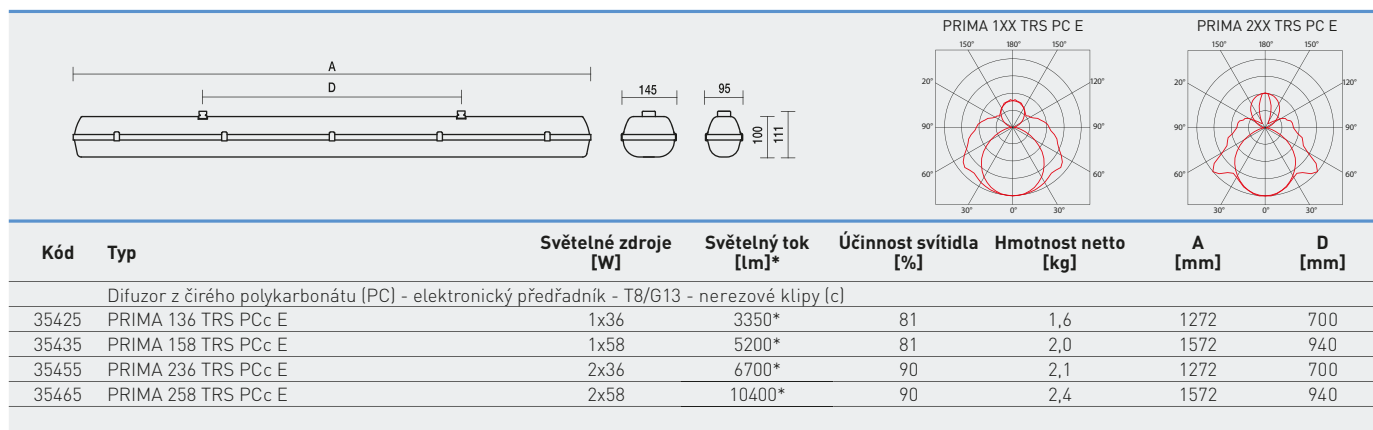 PRIMA 1XX TRS PC E
PRIMA 2XX TRS PC E
150° 180° 150°
150° 180° 150°
A
D
145
95
100
111
20° 120°
20° 120°
90° 90°
90° 90°
60° 60°
60° 60°
30° 0° 30°
30° 0° 30°
Kód Typ Světelné zdroje [W] Světelný tok [lm]* Účinnost svítidla [%] Hmotnost netto [kg] A [mm] D [mm]
Difuzor z čirého polykarbonátu (PC) - elektronický předřadník - T8/G13 - nerezové klipy (c)
35425 PRIMA 136 TRS PCc E 1x36 3350* 81 1,6 1272 700
35435 PRIMA 158 TRS PCc E 1x58 5200* 81 2,0 1572 940
35455 PRIMA 236 TRS PCc E 2x36 6700* 90 2,1 1272 700
35465 PRIMA 258 TRS PCc E 2x58 10400* 90 2,4 1572 940